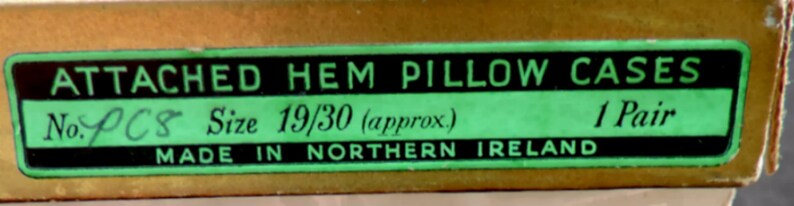 ATTACHED HEM PILLOW CASES
No. PC8 Size 19/30 (approx.) 1 Pair
MADE IN NORTHERN IRELAND